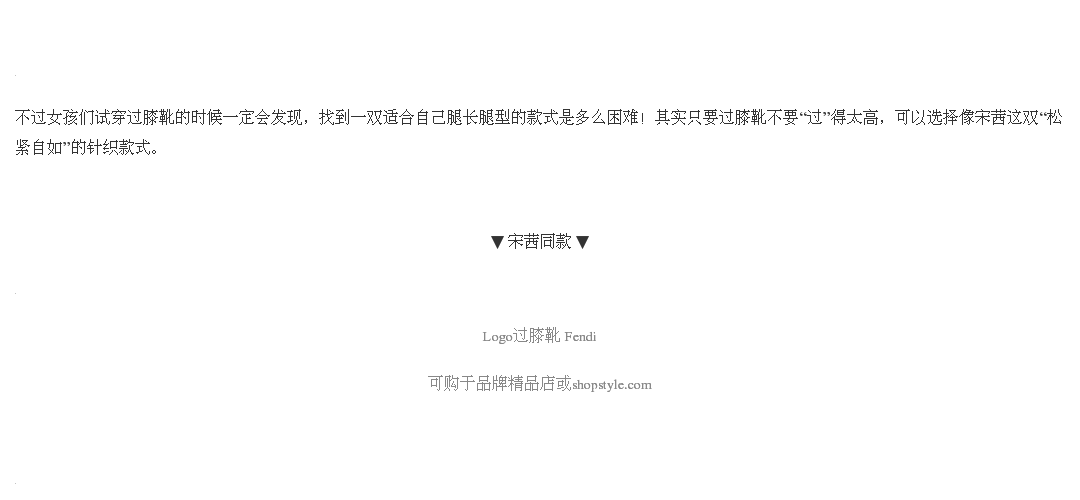 不过女孩们试穿过膝靴的时候一定会发现，找到一双适合自己腿长腿型的款式是多么困难！其实只要过膝靴不要“过”得太高，可以选择像宋茜这双“松
紧自如”的针织款式。
▼ 宋茜同款 ▼
Logo过膝靴 Fendi
可购于品牌精品店或shopstyle.com